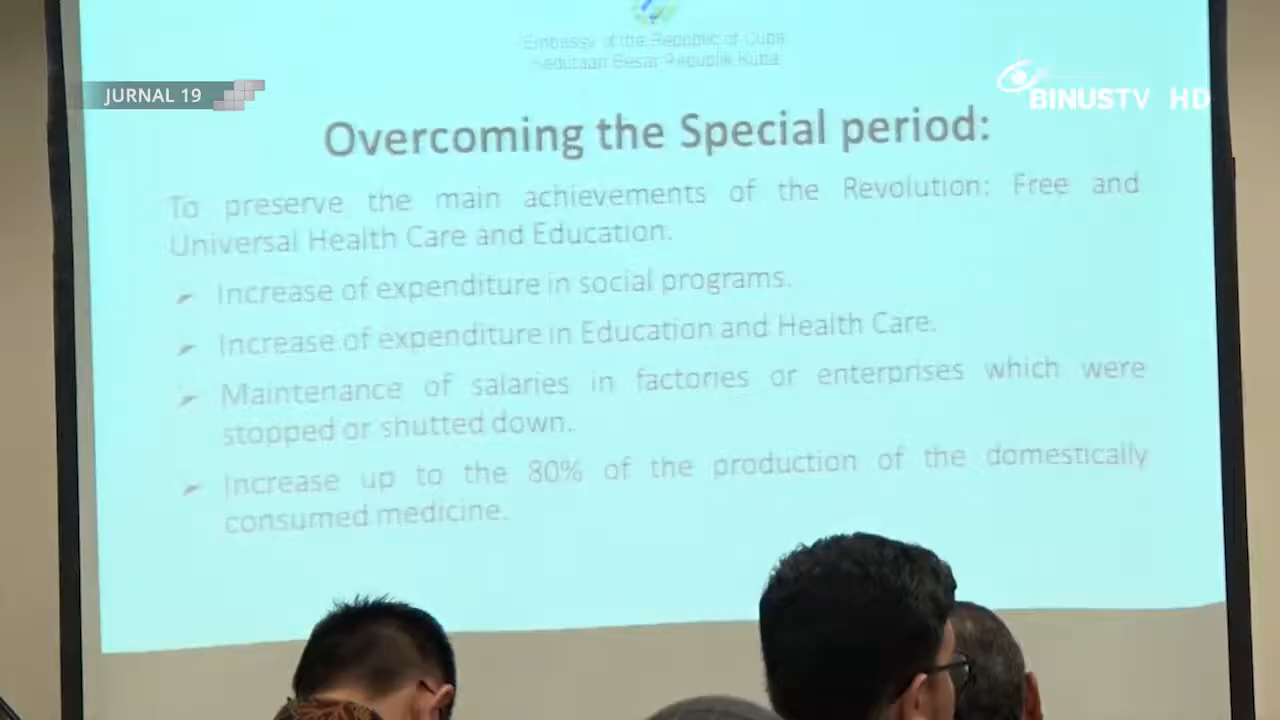 Embassy of the Republic of Cuba
Kedutaan Besar Republik Kuba
JURNAL 19
BINUSTV HD
Overcoming the Special period:
To preserve the main achievements of the Revolution: Free and
Universal Health Care and Education.
Increase of expenditure in social programs.
Increase of expenditure in Education and Health Care.
Maintenance of salaries in factories or enterprises which were
stopped or shutted down.
Increase up to the 80% of the production of the domestically
consumed medicine.